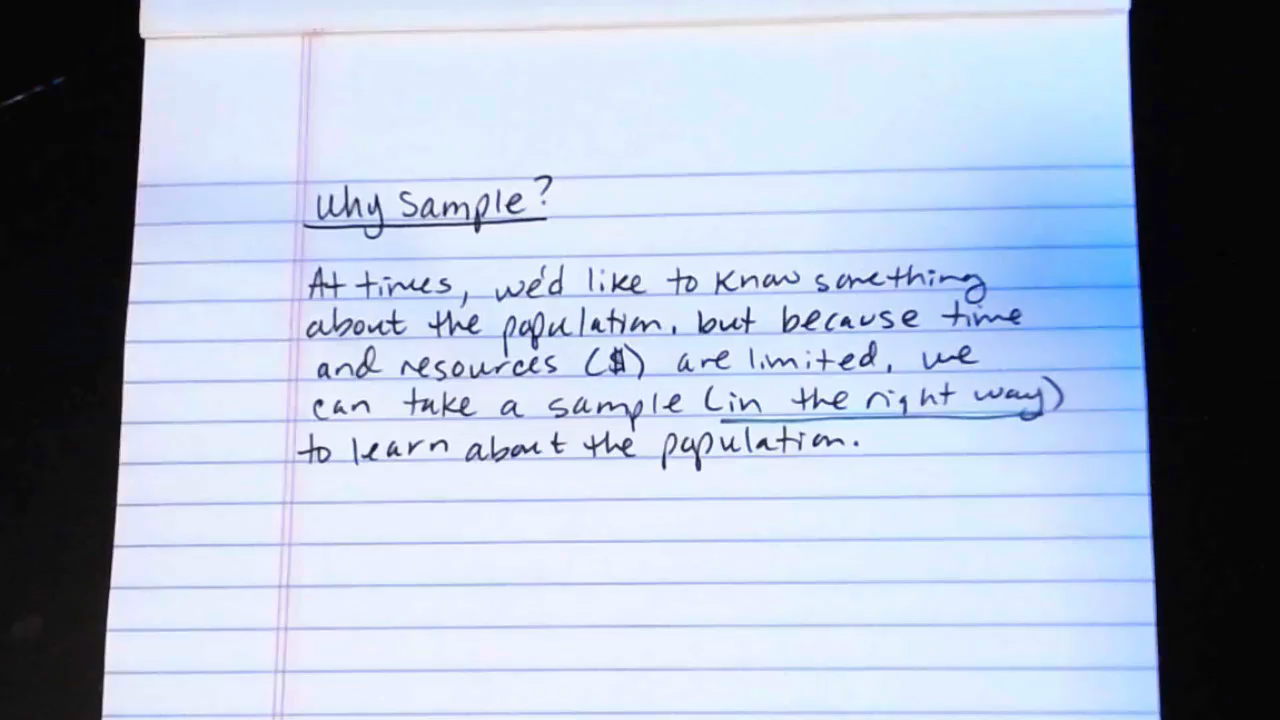 Why Sample?
At times, we'd like to know something
about the population, but because time
and resources ($) are limited, we
can take a sample (in the right way)
to learn about the population.